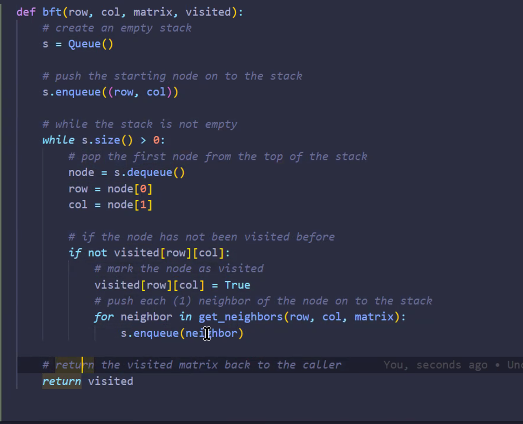 def bft(row, col, matrix, visited):
    # create an empty stack
    s = Queue()

    # push the starting node on to the stack
    s.enqueue((row, col))

    # while the stack is not empty
    while s.size() > 0:
        # pop the first node from the top of the stack
        node = s.dequeue()
        row = node[0]
        col = node[1]

        # if the node has not been visited before
        if not visited[row][col]:
            # mark the node as visited
            visited[row][col] = True
            # push each (1) neighbor of the node on to the stack
            for neighbor in get_neighbors(row, col, matrix):
                s.enqueue(neighbor)

    # return the visited matrix back to the caller    You, seconds ago • Un
    return visited